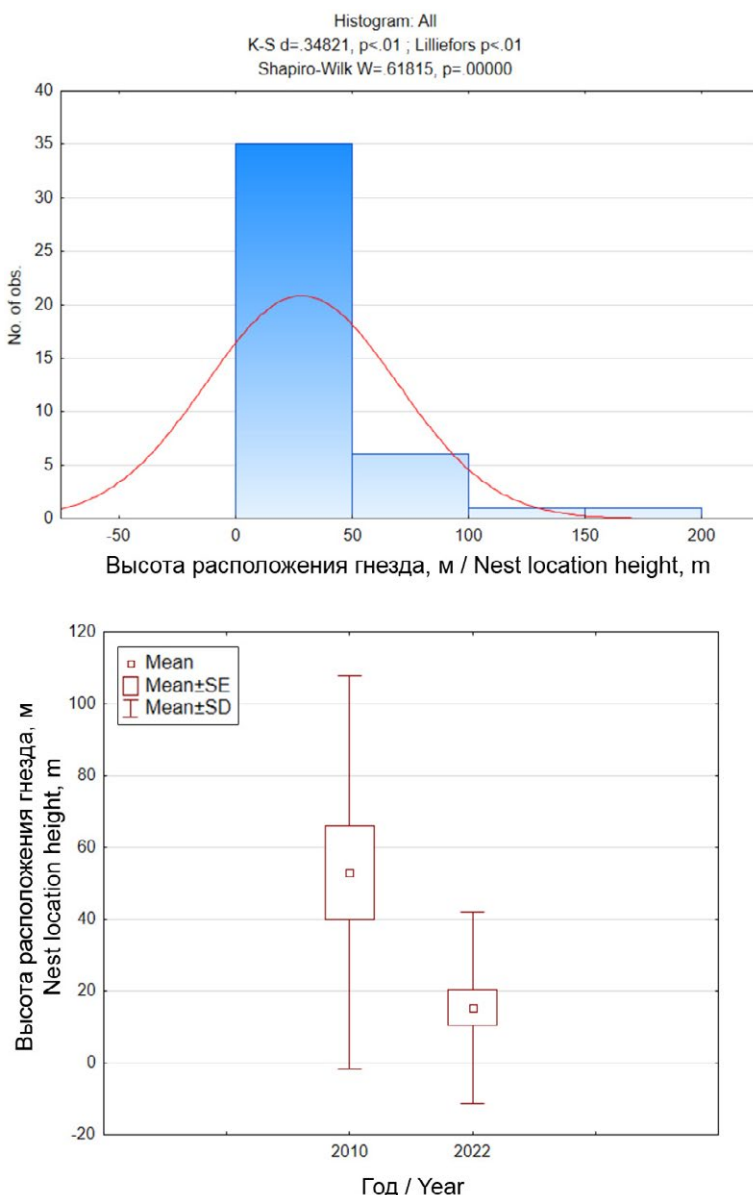 Histogram: All
K-S d=.34821, p<.01 ; Lilliefors p<.01
Shapiro-Wilk W=.61815, p=.00000
40
35
30
25
20
15
10
5
0
No. of obs.
-50 0 50 100 150 200
Высота расположения гнезда, м / Nest location height, m
120
100
80
60
40
20
0
-20
Mean
Mean±SE
Mean±SD
Высота расположения гнезда, м
Nest location height, m
2010 2022
Год / Year